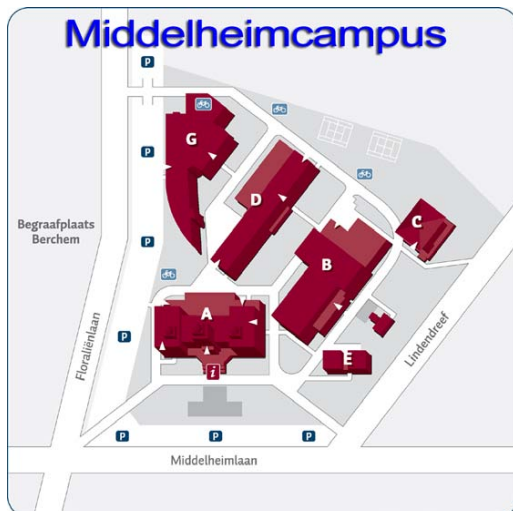 Middelheimcampus
P
G
P
D
C
Begraafplaats
Berchem
P
B
A
Floraliënlaan
P
E
Lindendreef
i
P
P
P
Middelheimlaan